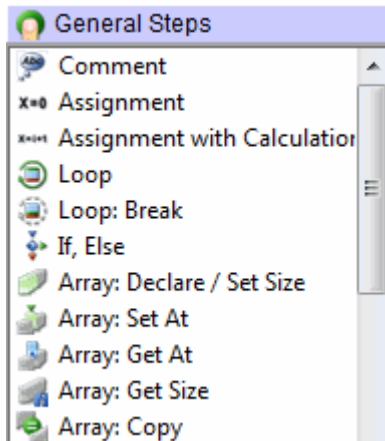 General Steps
Comment
X=0 Assignment
Assignment with Calculation
Loop
Loop: Break
If, Else
Array: Declare / Set Size
Array: Set At
Array: Get At
Array: Get Size
Array: Copy